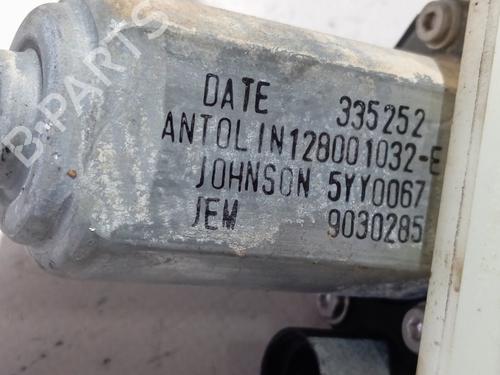 B-PARTS
DATE 335252
ANTOLIN128001032-E
JOHNSON 5YY0067
JEM 9030285